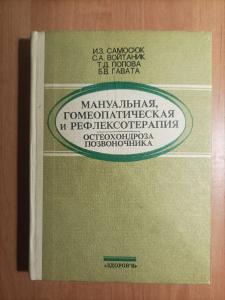 И.З. САМОСЮК
С.А. ВОЙТАНИК
Т.Д. ПОПОВА
Б.В. ГАВАТА
МАНУАЛЬНАЯ,
ГОМЕОПАТИЧЕСКАЯ
И РЕФЛЕКСОТЕРАПИЯ
ОСТЕОХОНДРОЗА
ПОЗВОНОЧНИКА
«ЗДОРОВ'Я»